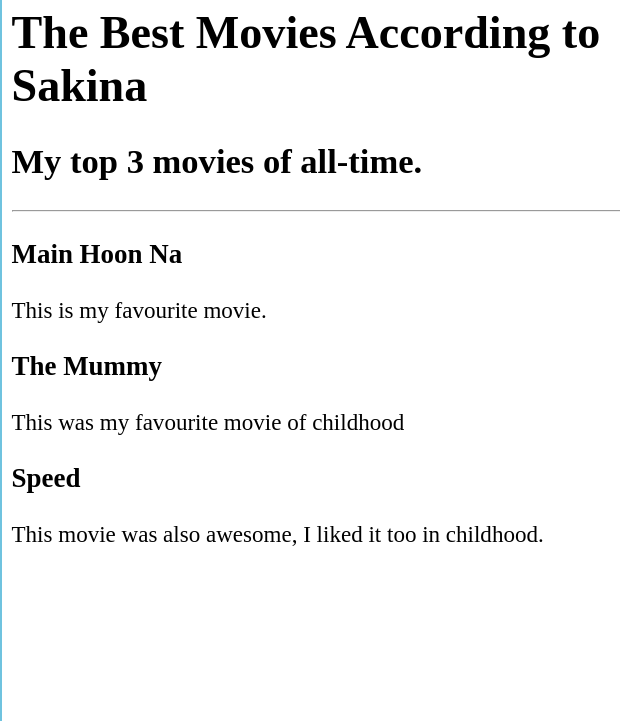 The Best Movies According to
Sakina
My top 3 movies of all-time.
Main Hoon Na
This is my favourite movie.
The Mummy
This was my favourite movie of childhood
Speed
This movie was also awesome, I liked it too in childhood.